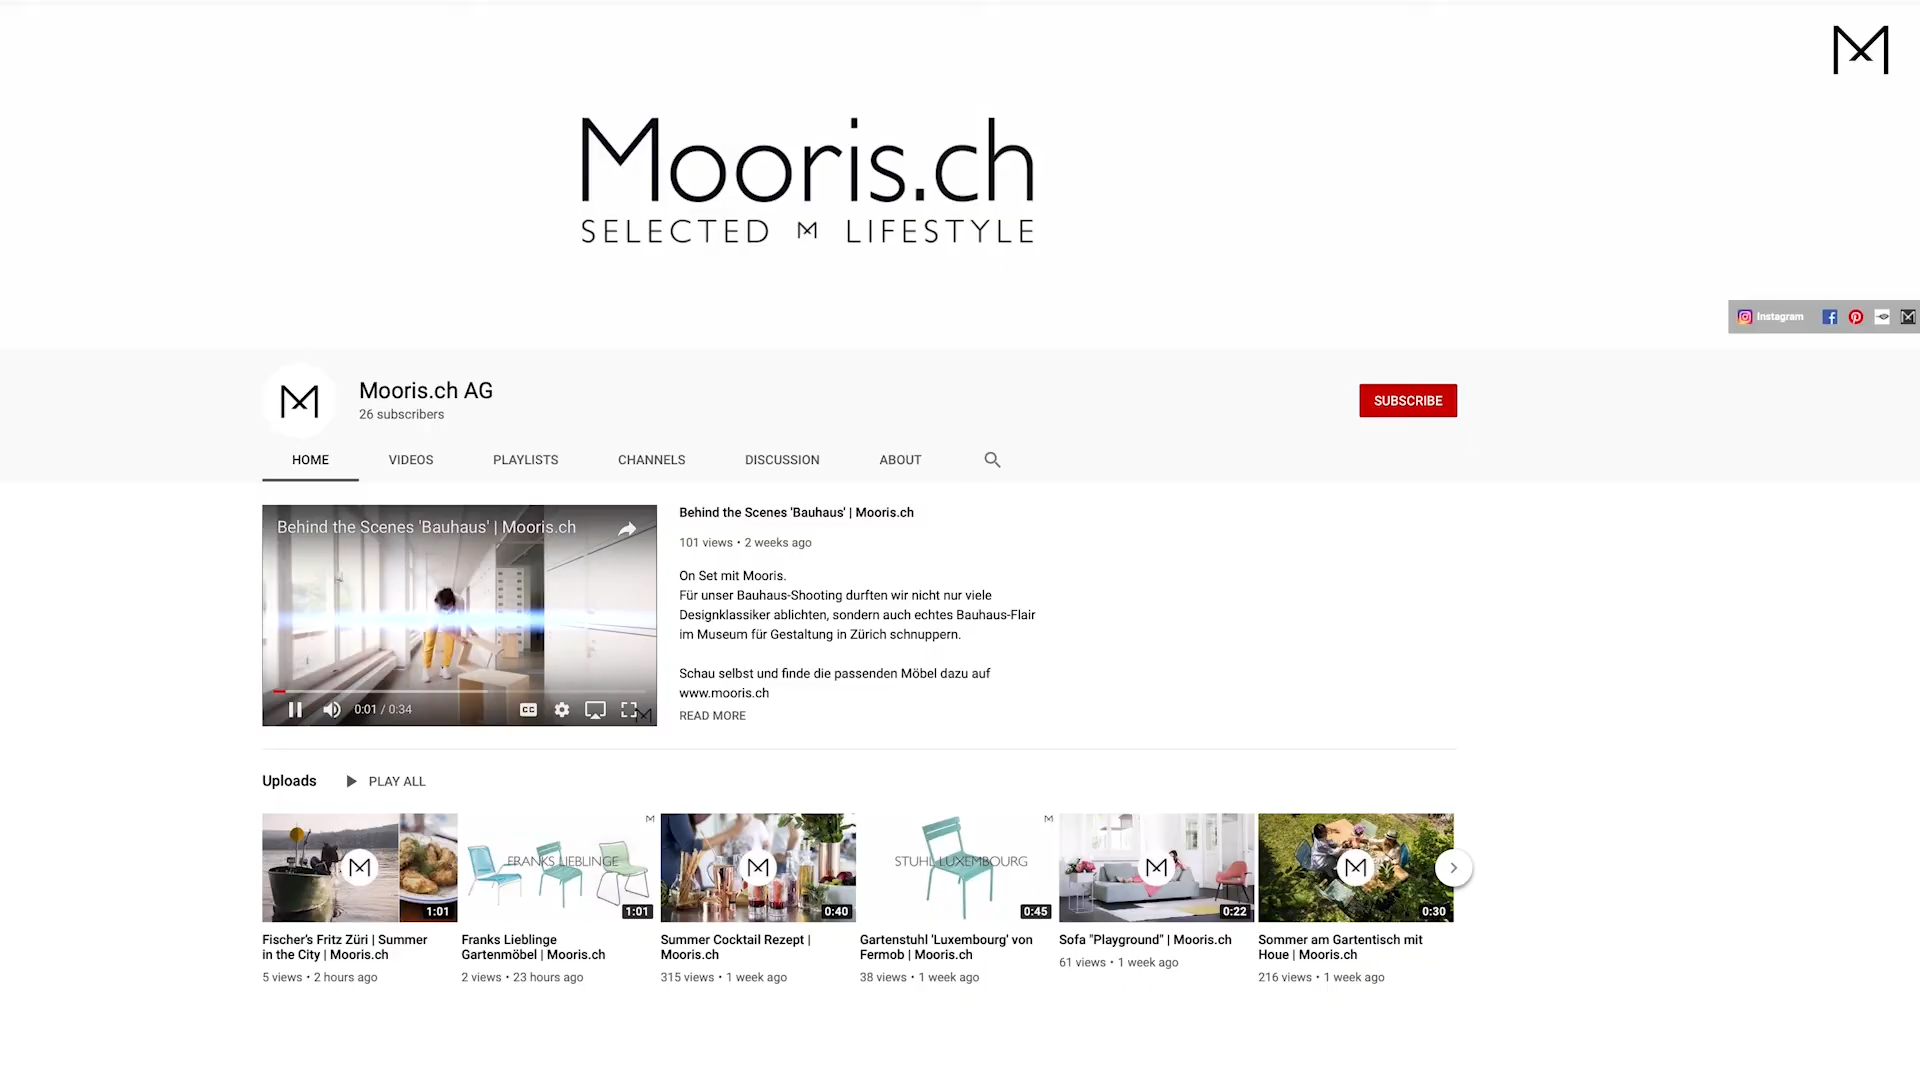 Mooris.ch
SELECTED M LIFESTYLE
Instagram
Mooris.ch AG
26 subscribers
SUBSCRIBE
HOME VIDEOS PLAYLISTS CHANNELS DISCUSSION ABOUT
Behind the Scenes 'Bauhaus' | Mooris.ch
CC
0:01 / 0:34
Behind the Scenes 'Bauhaus' | Mooris.ch
101 views • 2 weeks ago
On Set mit Mooris.
Für unser Bauhaus-Shooting durften wir nicht nur viele
Designklassiker ablichten, sondern auch echtes Bauhaus-Flair
im Museum für Gestaltung in Zürich schnuppern.
Schau selbst und finde die passenden Möbel dazu auf
www.mooris.ch
READ MORE
Uploads PLAY ALL
1:01
Fischer's Fritz Züri | Summer
in the City | Mooris.ch
5 views • 2 hours ago
FRANKS LIEBLINGE
1:01
Franks Lieblinge
Gartenmöbel | Mooris.ch
2 views • 23 hours ago
0:40
Summer Cocktail Rezept |
Mooris.ch
315 views • 1 week ago
STUHL LUXEMBOURG
0:45
Gartenstuhl 'Luxembourg' von
Fermob | Mooris.ch
38 views • 1 week ago
0:22
Sofa "Playground" | Mooris.ch
61 views • 1 week ago
0:30
Sommer am Gartentisch mit
Houe | Mooris.ch
216 views • 1 week ago